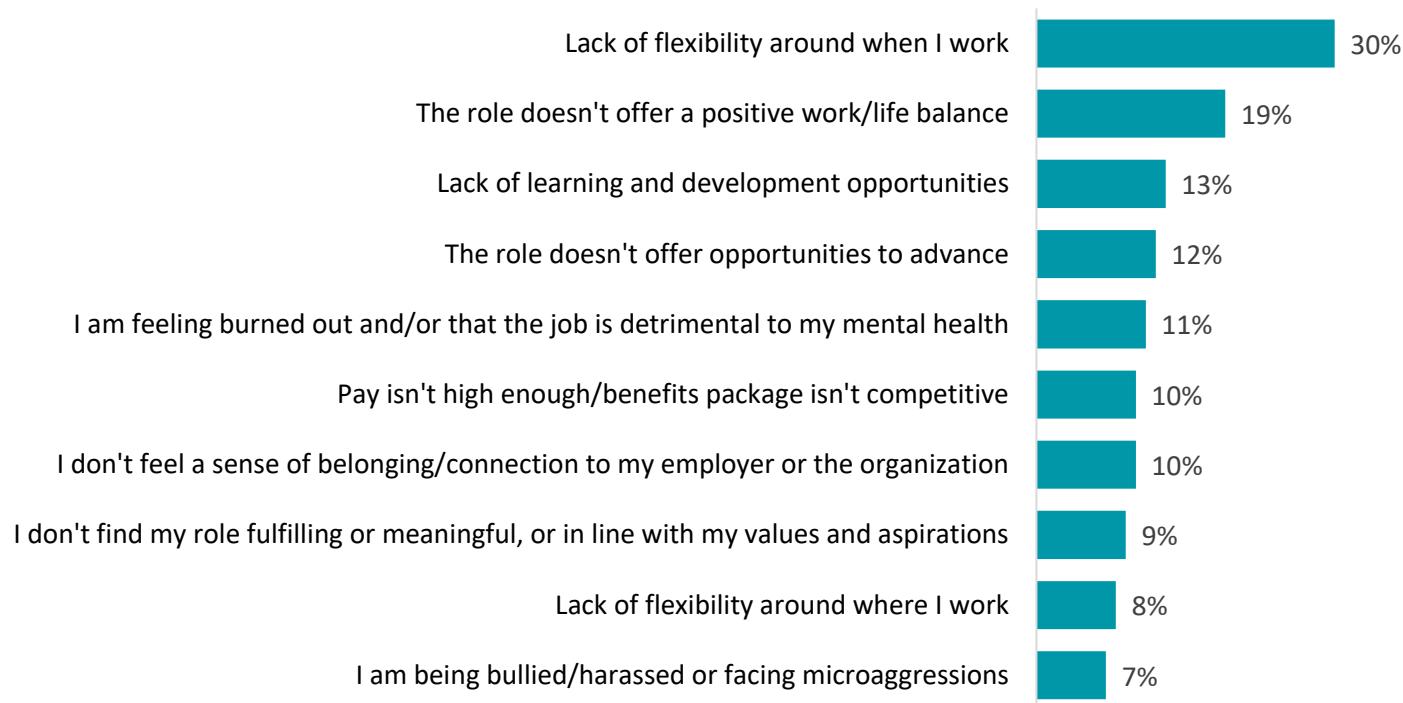 Lack of flexibility around when I work 30%
The role doesn't offer a positive work/life balance 19%
Lack of learning and development opportunities 13%
The role doesn't offer opportunities to advance 12%
I am feeling burned out and/or that the job is detrimental to my mental health 11%
Pay isn't high enough/benefits package isn't competitive 10%
I don't feel a sense of belonging/connection to my employer or the organization 10%
I don't find my role fulfilling or meaningful, or in line with my values and aspirations 9%
Lack of flexibility around where I work 8%
I am being bullied/harassed or facing microaggressions 7%